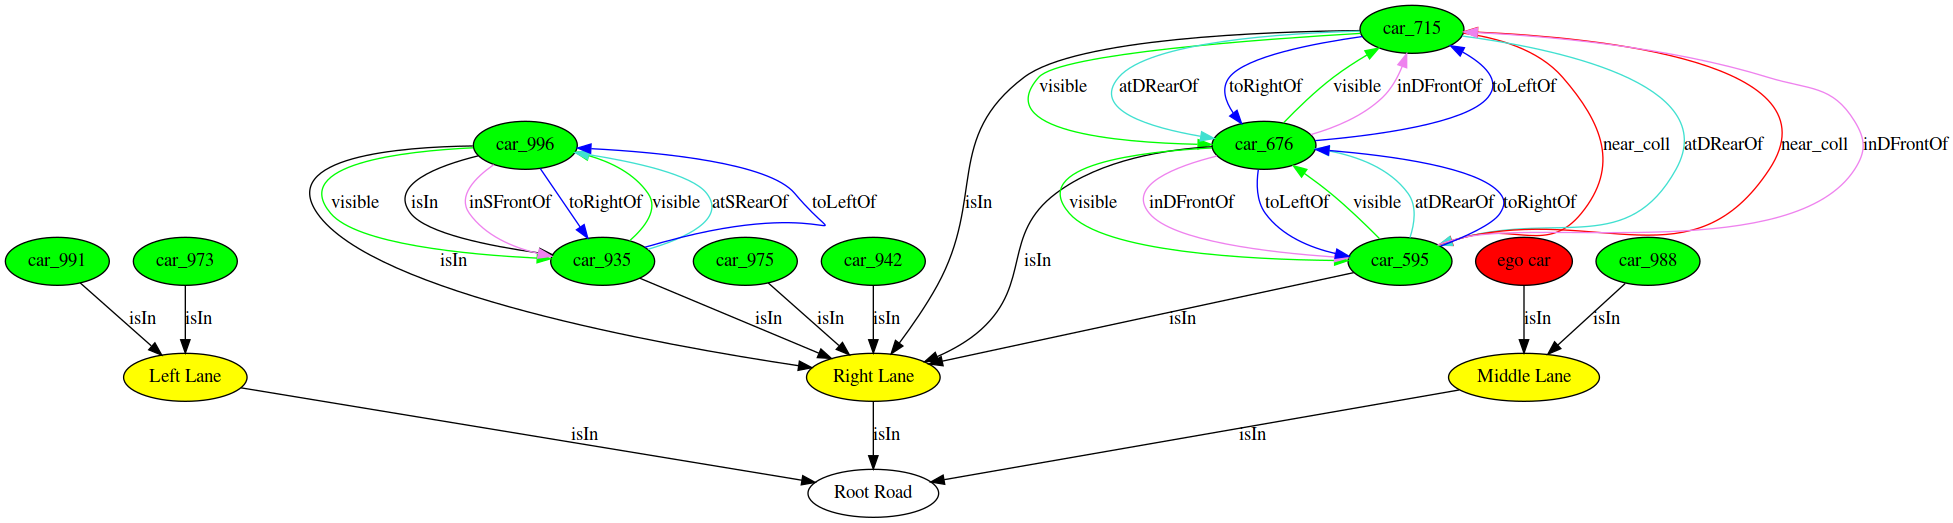 car_715
visible
atDRearOf
toRightOf
visible
inDFrontOf
toLeftOf
car_996
car_676
near_coll
atDRearOf
near_coll
inDFrontOf
visible
isIn
inSFrontOf
toRightOf
visible
atSRearOf
toLeftOf
isIn
visible
inDFrontOf
toLeftOf
visible
atDRearOf
toRightOf
car_991
car_973
isIn
car_935
car_975
car_942
isIn
car_595
ego car
car_988
isIn
isIn
isIn
isIn
isIn
isIn
isIn
isIn
Left Lane
Right Lane
Middle Lane
isIn
isIn
isIn
Root Road